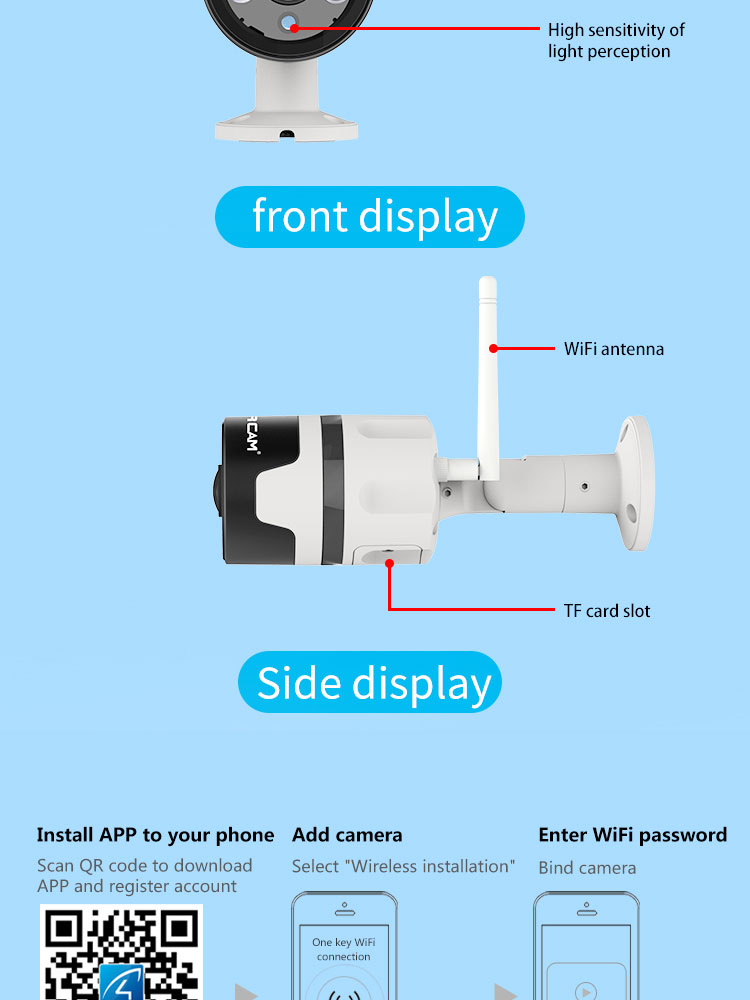 High sensitivity of
light perception
front display
WiFi antenna
RCAM
TF card slot
Side display
Install APP to your phone
Scan QR code to download
APP and register account
Add camera
Select "Wireless installation"
One key WiFi
connection
Enter WiFi password
Bind camera